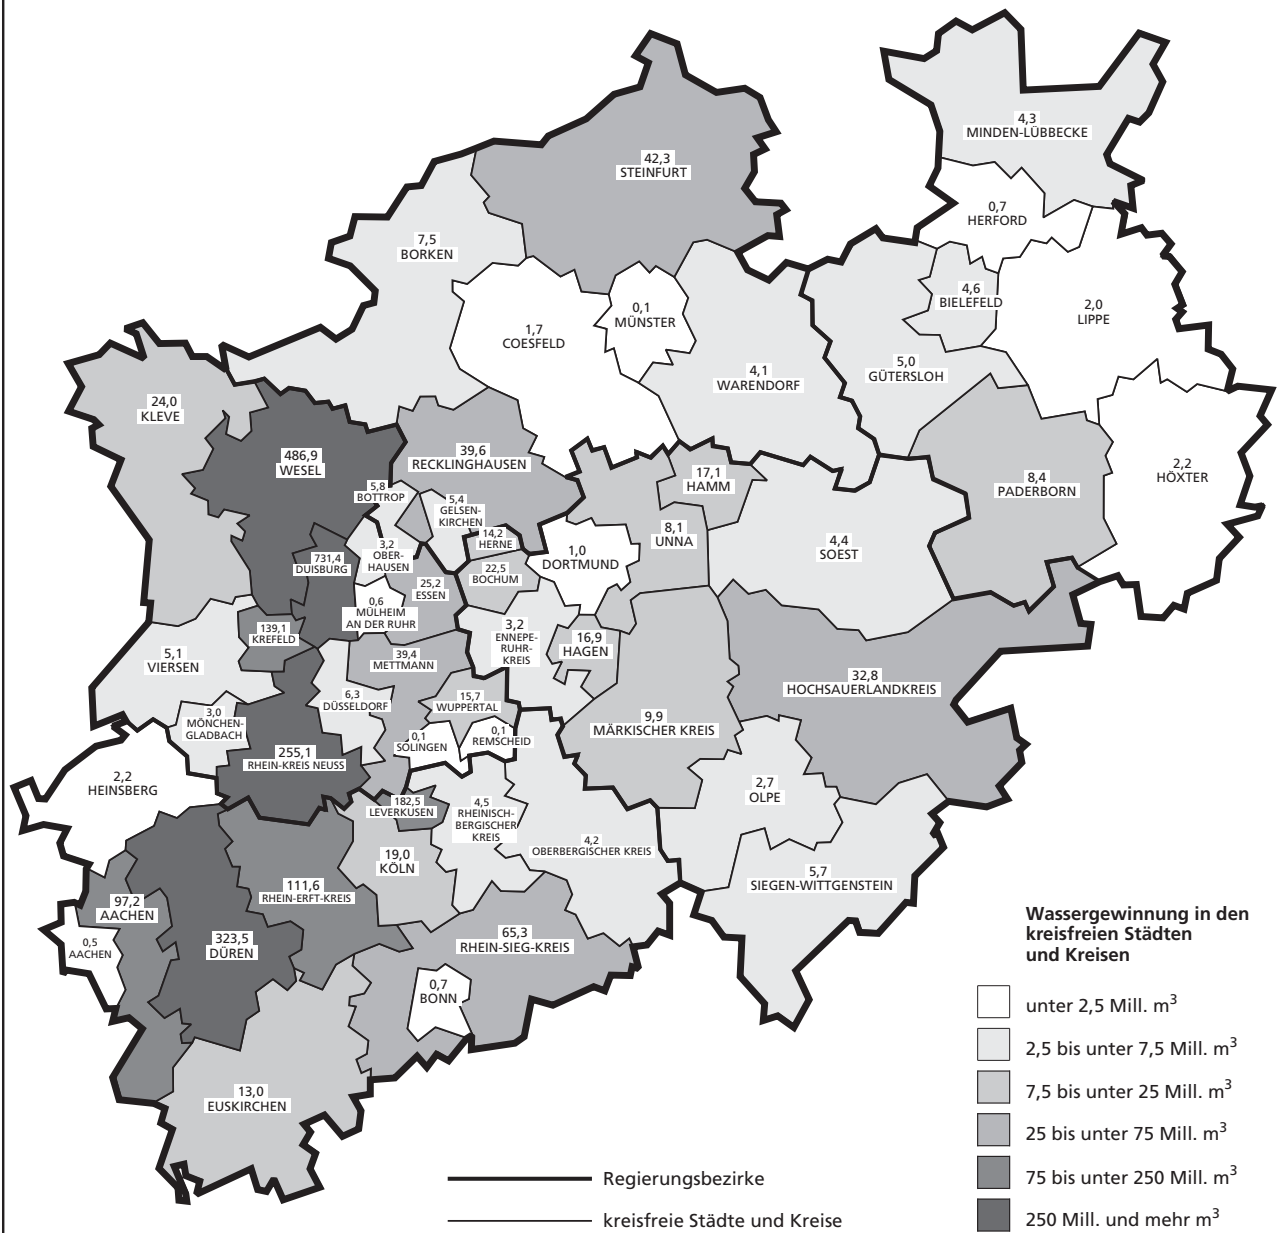 4,3
MINDEN-LÜBBECKE
42,3
STEINFURT
0,7
HERFORD
7,5
BORKEN
4,6
BIELEFELD
0,1
MÜNSTER
2,0
LIPPE
1,7
COESFELD
5,0
GÜTERSLOH
4,1
WARENDORF
24,0
KLEVE
486,9
WESEL
39,6
RECKLINGHAUSEN
17,1
HAMM
8,4
PADERBORN
2,2
HÖXTER
5,8
BOTTROP
5,4
GELSEN-
KIRCHEN
14,2
HERNE
8,1
UNNA
4,4
SOEST
731,4
DUISBURG
3,2
OBER-
HAUSEN
1,0
DORTMUND
22,5
BOCHUM
25,2
ESSEN
0,6
MÜLHEIM
AN DER RUHR
139,1
KREFELD
3,2
ENNEPE-
RUHR-
KREIS
16,9
HAGEN
5,1
VIERSEN
39,4
METTMANN
32,8
HOCHSAUERLANDKREIS
6,3
DÜSSELDORF
15,7
WUPPERTAL
3,0
MÖNCHEN-
GLADBACH
9,9
MÄRKISCHER KREIS
0,1
SOLINGEN
0,1
REMSCHEID
255,1
RHEIN-KREIS NEUSS
2,2
HEINSBERG
2,7
OLPE
182,5
LEVERKUSEN
4,5
RHEINISCH-
BERGISCHER
KREIS
4,2
OBERBERGISCHER KREIS
19,0
KÖLN
5,7
SIEGEN-WITTGENSTEIN
111,6
RHEIN-ERFT-KREIS
97,2
AACHEN
65,3
RHEIN-SIEG-KREIS
323,5
DÜREN
0,5
AACHEN
0,7
BONN
13,0
EUSKIRCHEN
Wassergewinnung in den
kreisfreien Städten
und Kreisen
unter 2,5 Mill. m³
2,5 bis unter 7,5 Mill. m³
7,5 bis unter 25 Mill. m³
25 bis unter 75 Mill. m³
75 bis unter 250 Mill. m³
250 Mill. und mehr m³
Regierungsbezirke
kreisfreie Städte und Kreise